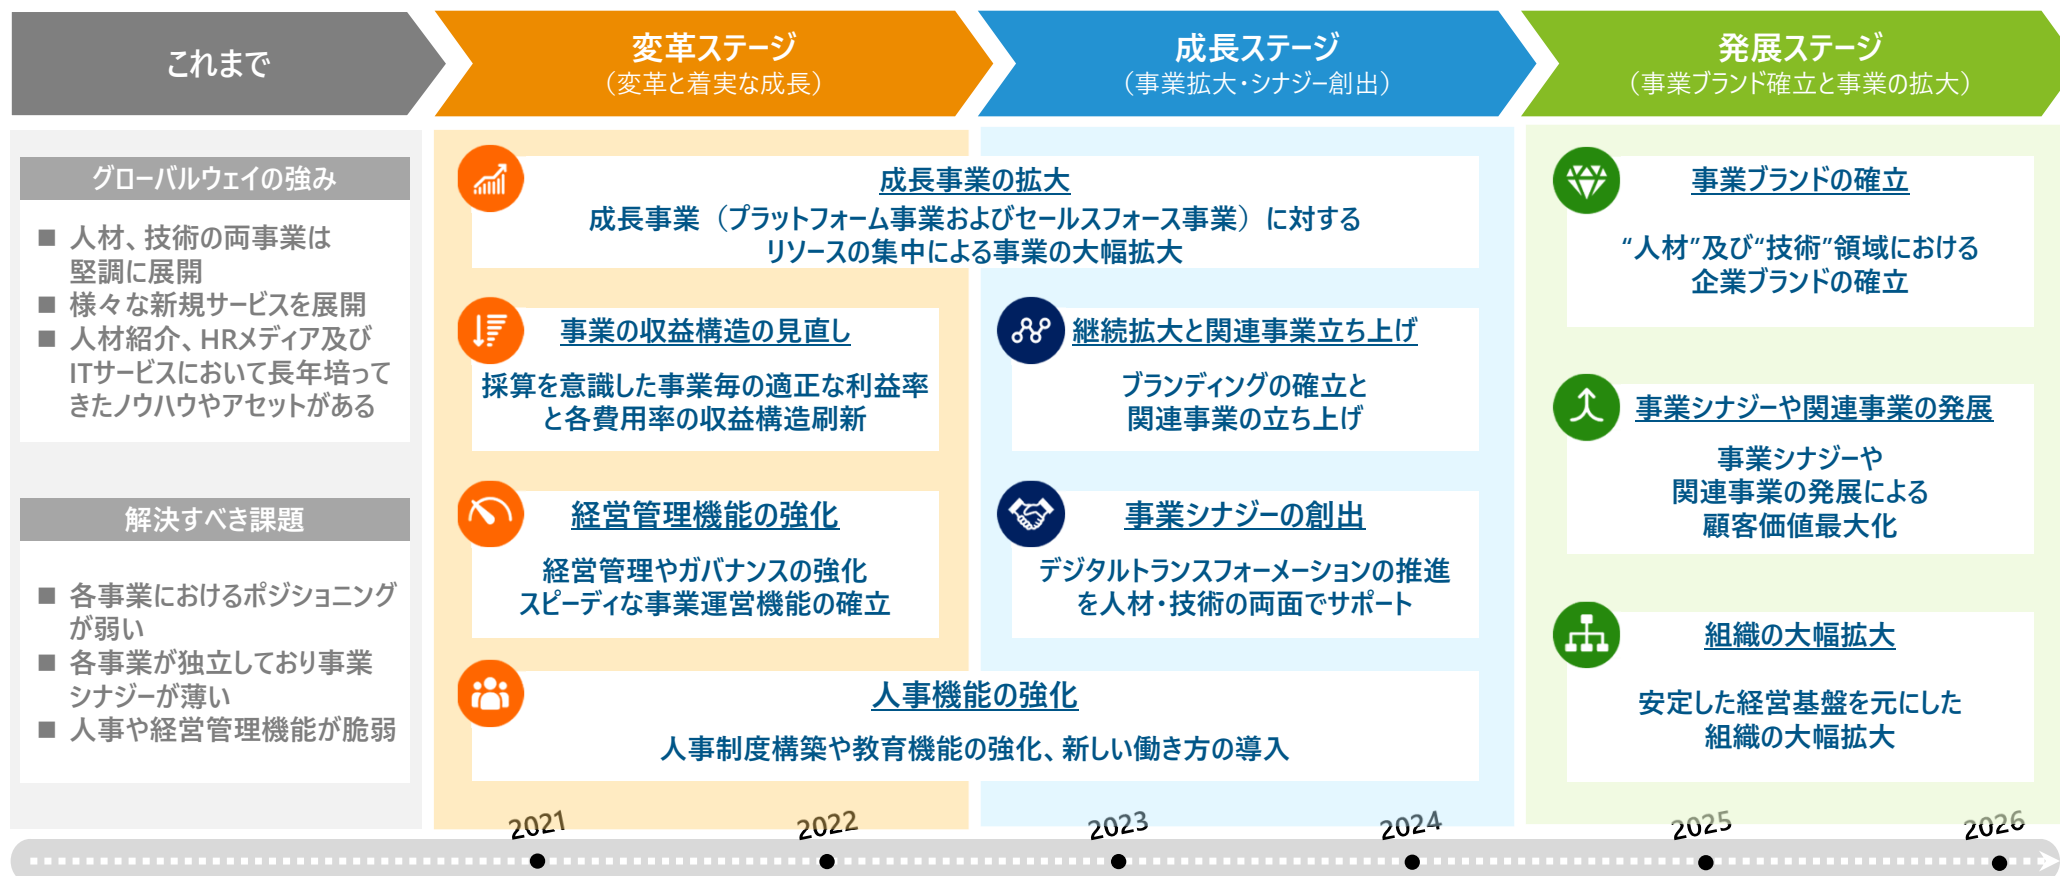 これまで
グローバルウェイの強み
■ 人材、技術の両事業は
堅調に展開
■ 様々な新規サービスを展開
■ 人材紹介、HRメディア及び
ITサービスにおいて長年培って
きたノウハウやアセットがある
解決すべき課題
■ 各事業におけるポジショニング
が弱い
■ 各事業が独立しており事業
シナジーが薄い
■ 人事や経営管理機能が脆弱
変革ステージ
（変革と着実な成長）
成長ステージ
（事業拡大・シナジー創出）
発展ステージ
（事業ブランド確立と事業の拡大）
成長事業の拡大
成長事業（プラットフォーム事業およびセールスフォース事業）に対する
リソースの集中による事業の大幅拡大
事業の収益構造の見直し
採算を意識した事業毎の適正な利益率
と各費用率の収益構造刷新
経営管理機能の強化
経営管理やガバナンスの強化
スピーディな事業運営機能の確立
継続拡大と関連事業立ち上げ
ブランディングの確立と
関連事業の立ち上げ
事業シナジーの創出
デジタルトランスフォーメーションの推進
を人材・技術の両面でサポート
人事機能の強化
人事制度構築や教育機能の強化、新しい働き方の導入
事業ブランドの確立
“人材”及び“技術”領域における
企業ブランドの確立
事業シナジーや関連事業の発展
事業シナジーや
関連事業の発展による
顧客価値最大化
組織の大幅拡大
安定した経営基盤を元にした
組織の大幅拡大
2021
2022
2023
2024
2025
2026